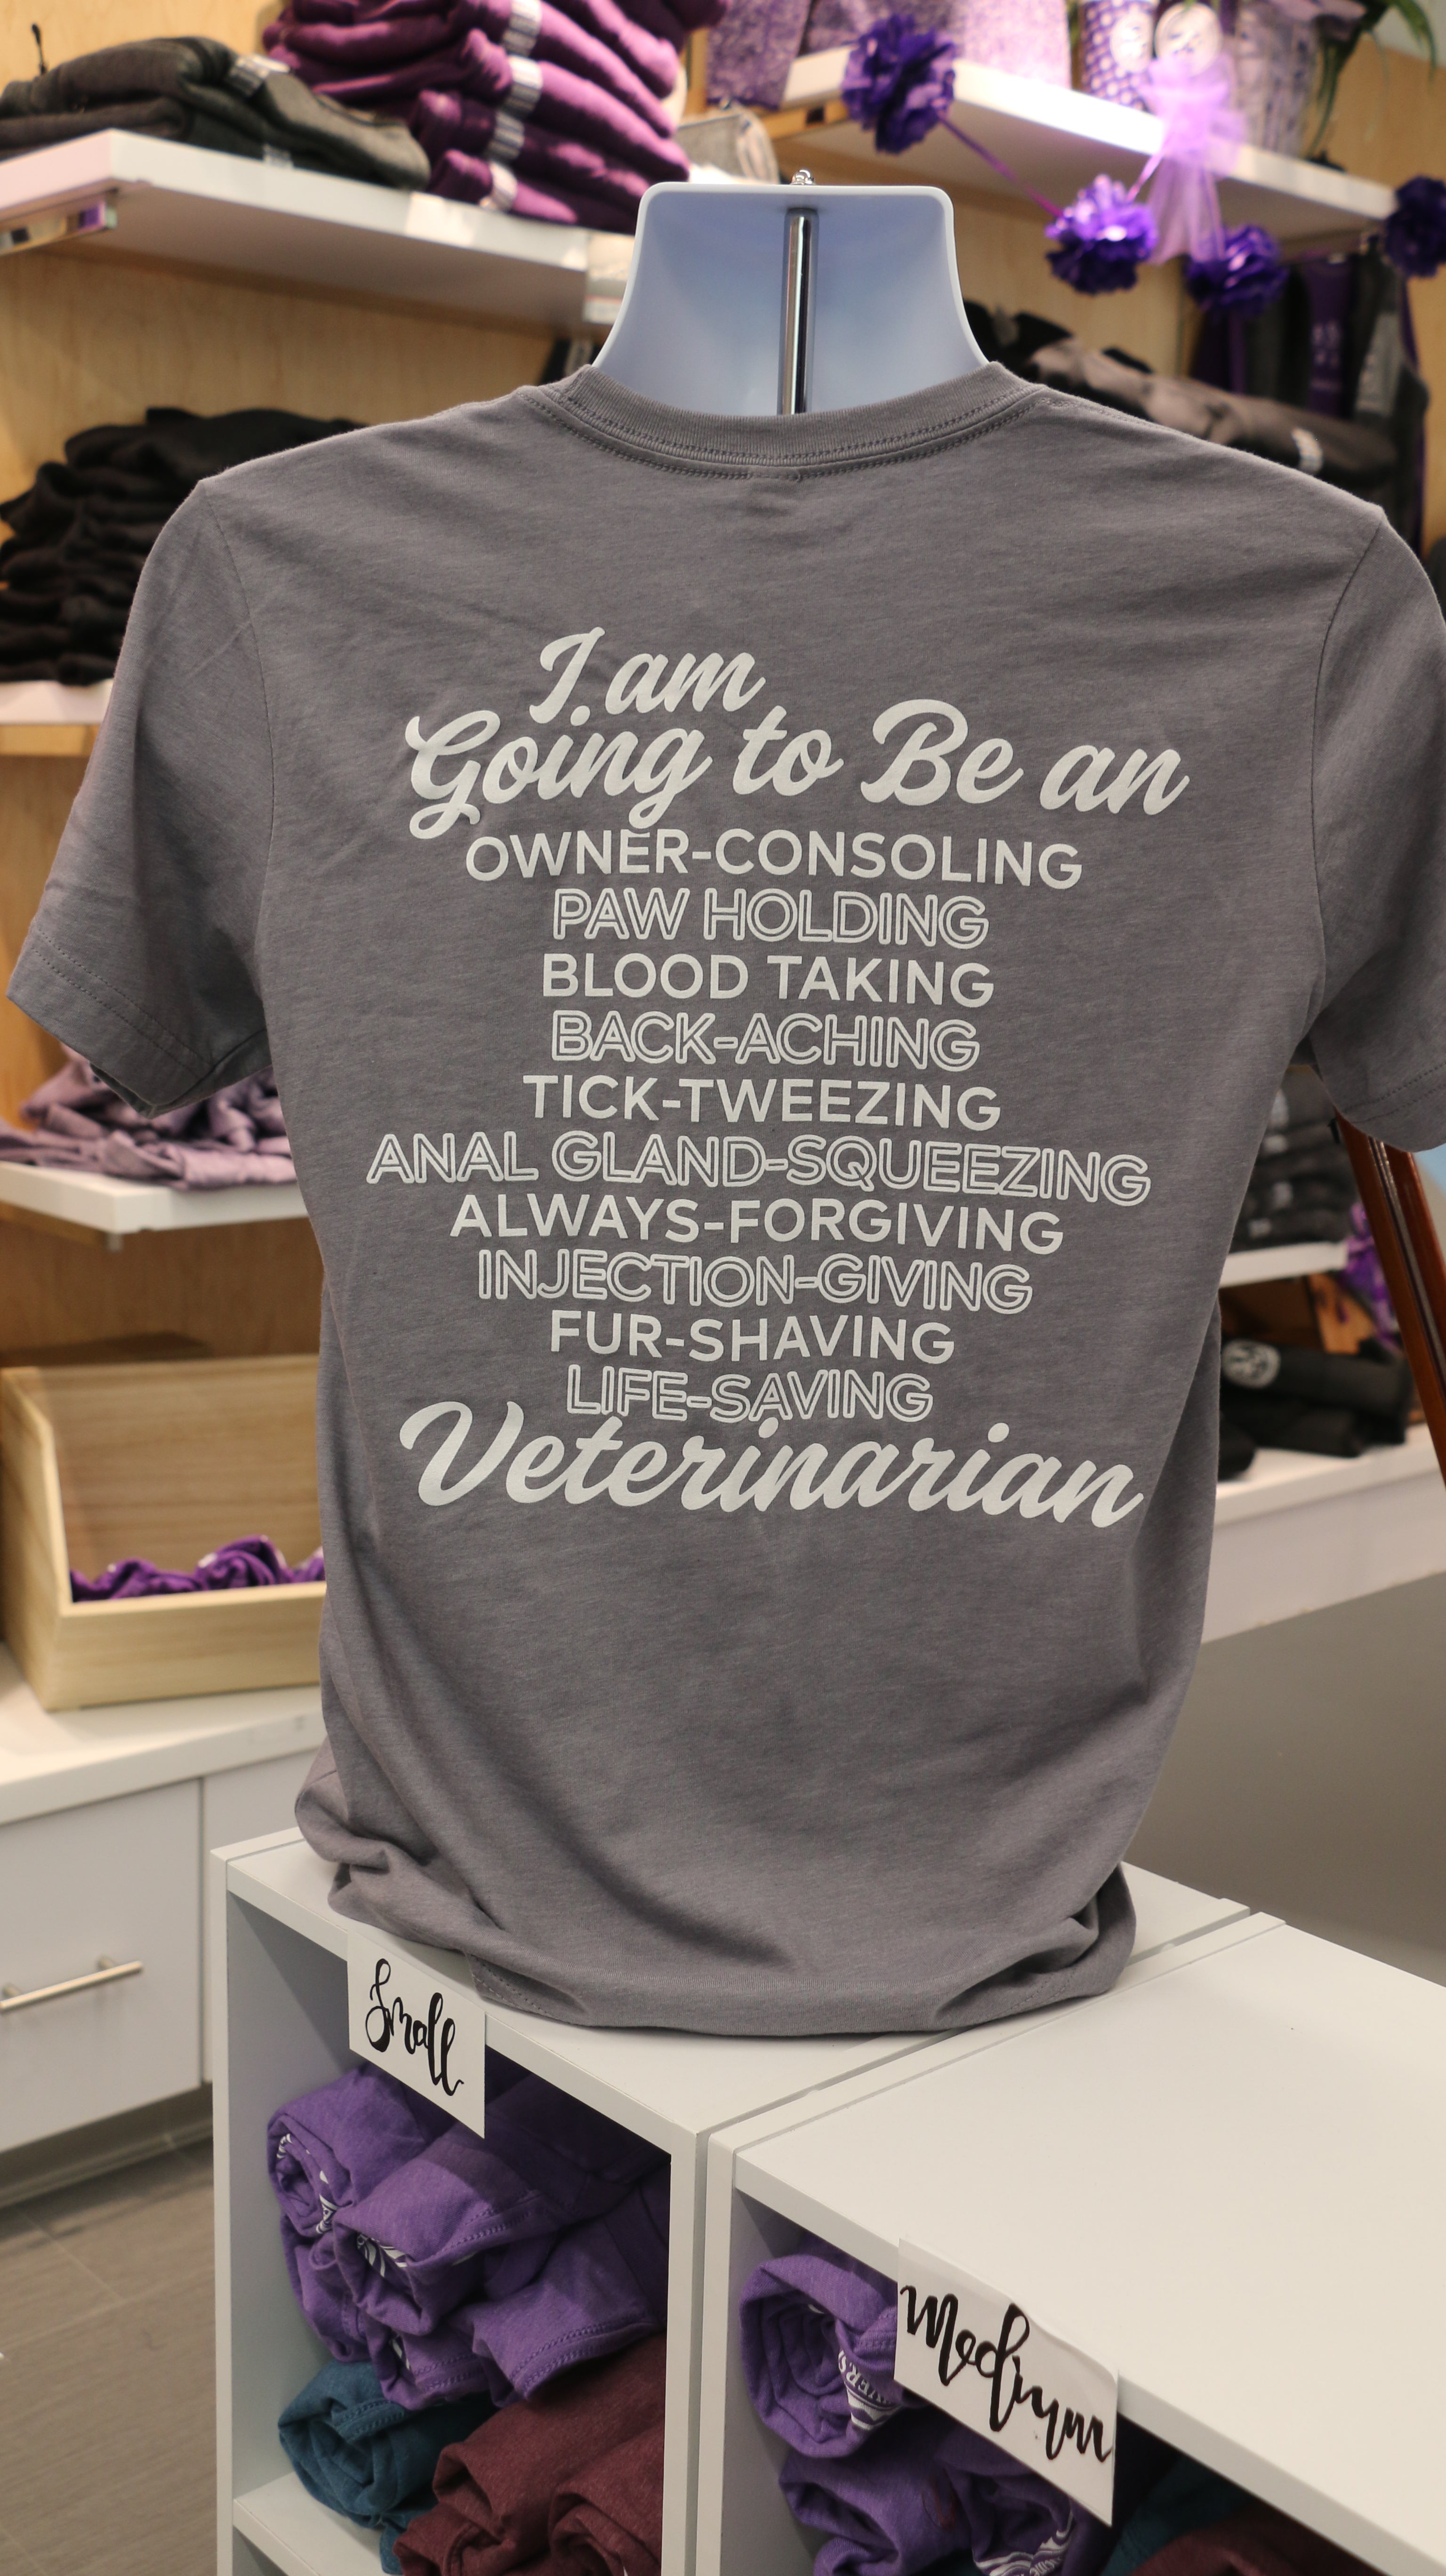 I am
Going to Be an
OWNER-CONSOLING
PAW HOLDING
BLOOD TAKING
BACK-ACHING
TICK-TWEEZING
ANAL GLAND-SQUEEZING
ALWAYS-FORGIVING
INJECTION-GIVING
FUR-SHAVING
LIFE-SAVING
Veterinarian
Small
Medium